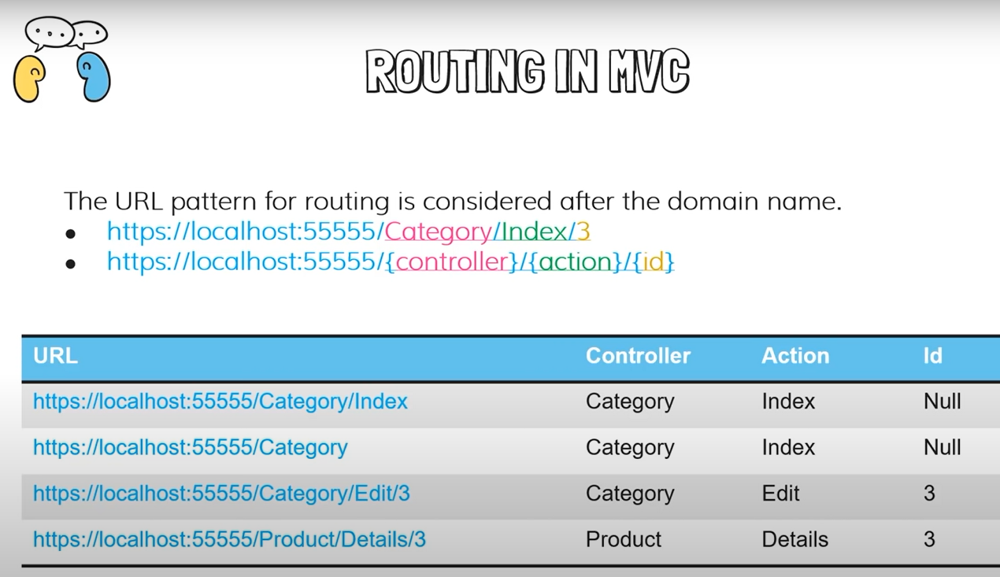 ROUTING IN MVC
The URL pattern for routing is considered after the domain name.
● https://localhost:55555/Category/Index/3
● https://localhost:55555/{controller}/{action}/{id}
URL Controller Action Id
https://localhost:55555/Category/Index Category Index Null
https://localhost:55555/Category Category Index Null
https://localhost:55555/Category/Edit/3 Category Edit 3
https://localhost:55555/Product/Details/3 Product Details 3